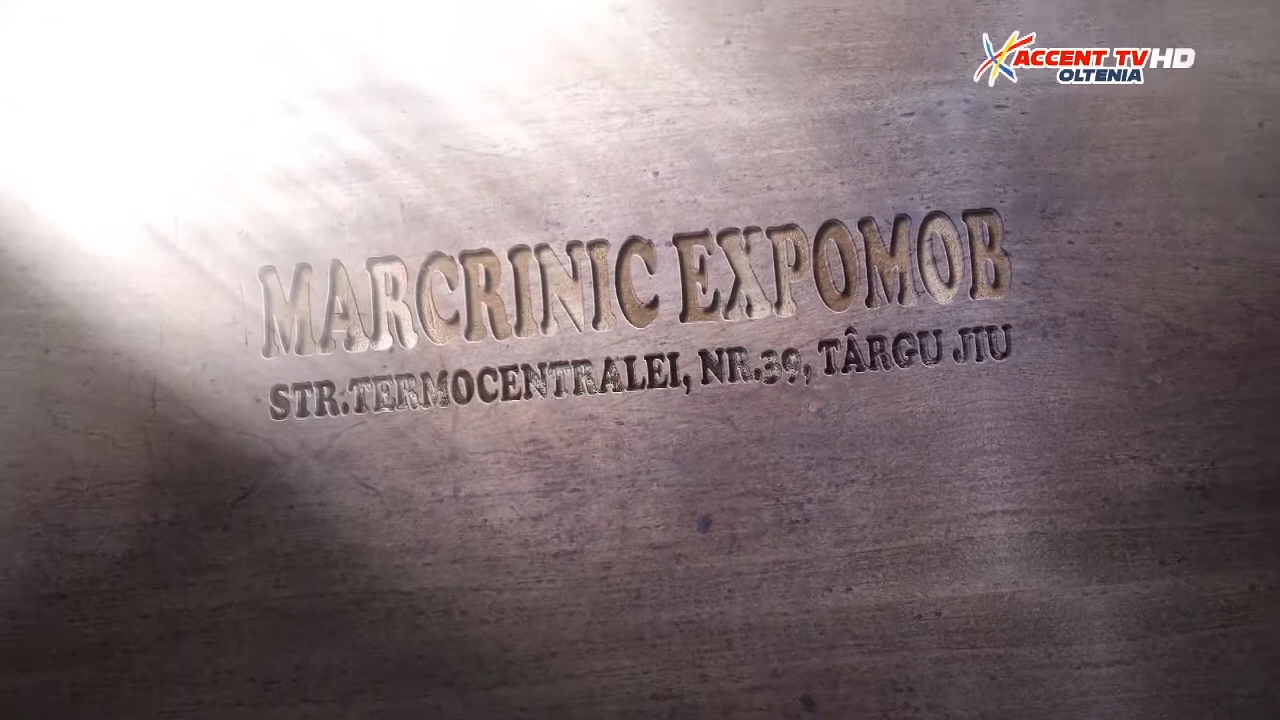 ACCENT TV HD
OLTENIA
MARCRINIC EXPOMOB
STR.TERMOCENTRALEI, NR.39, TÂRGU JIU